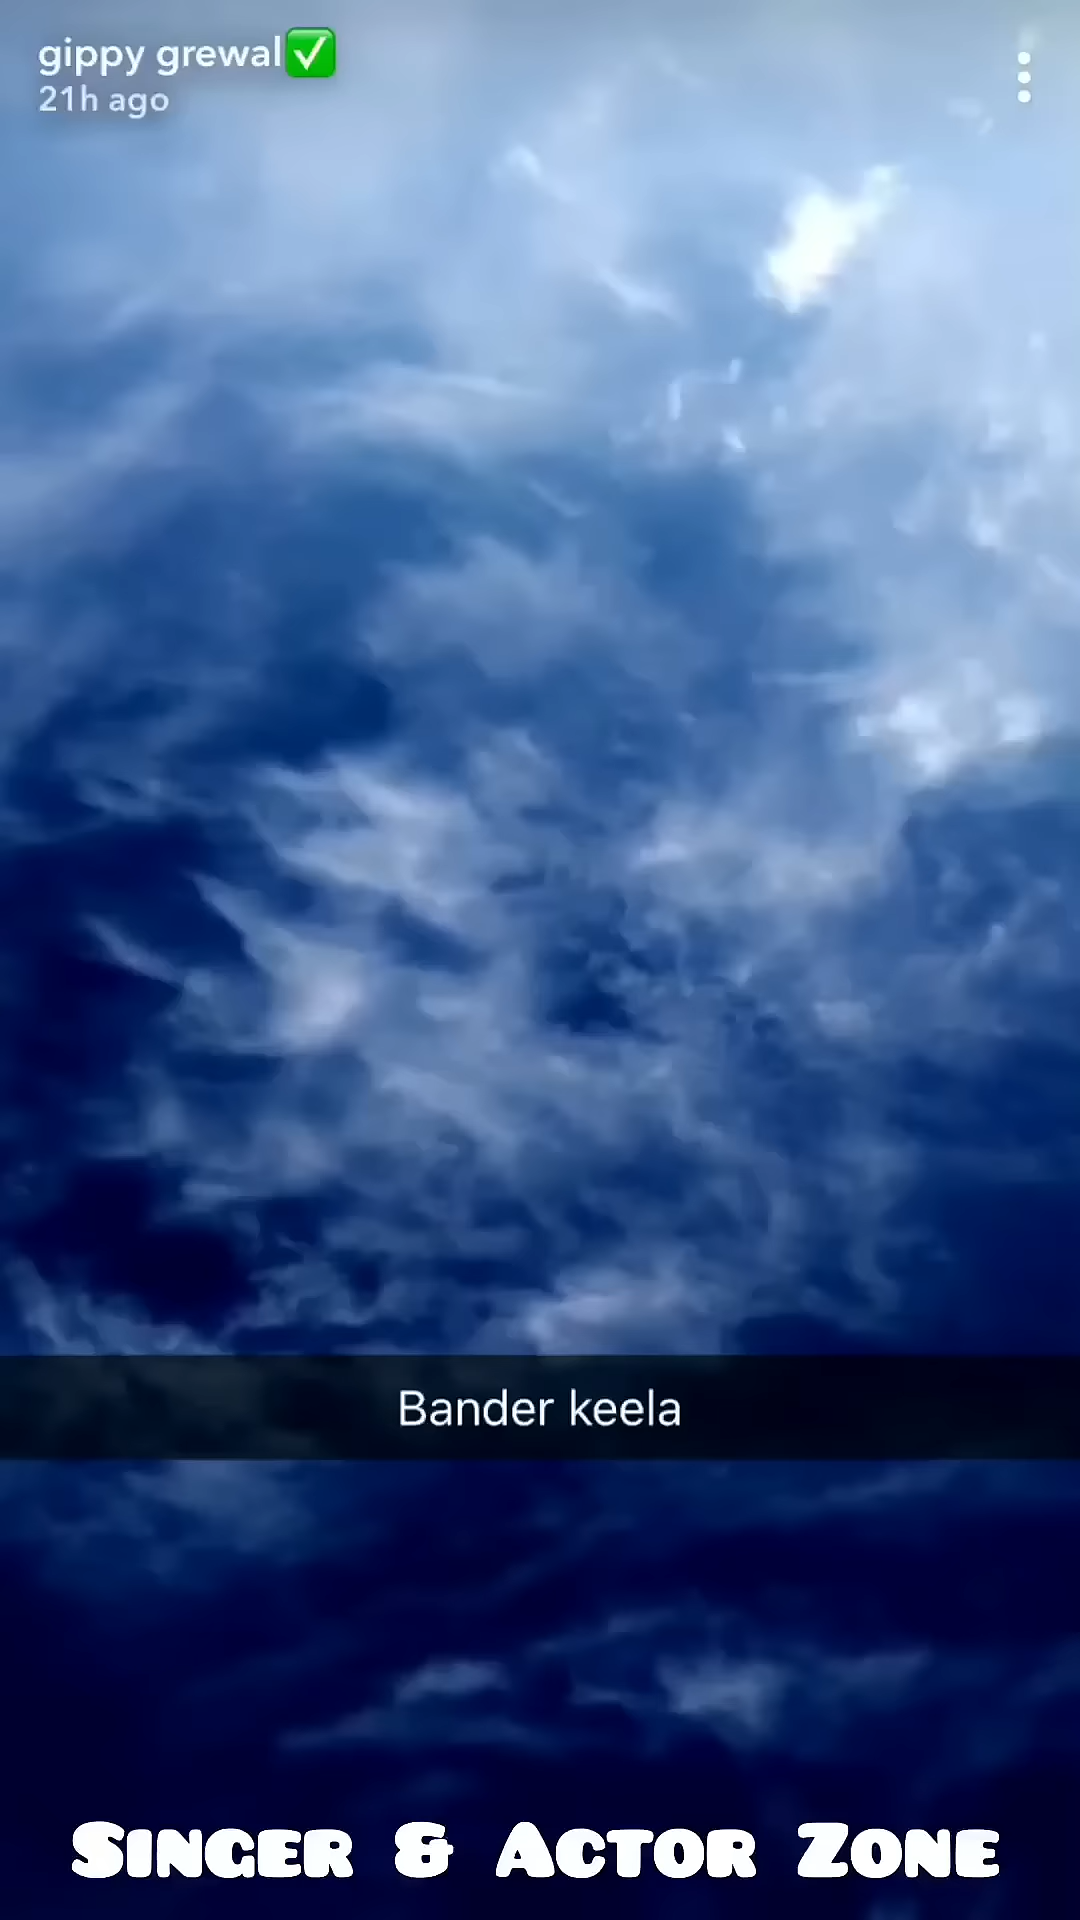 gippy grewal✅
21h ago
Bander keela
SINGER & ACTOR ZONE